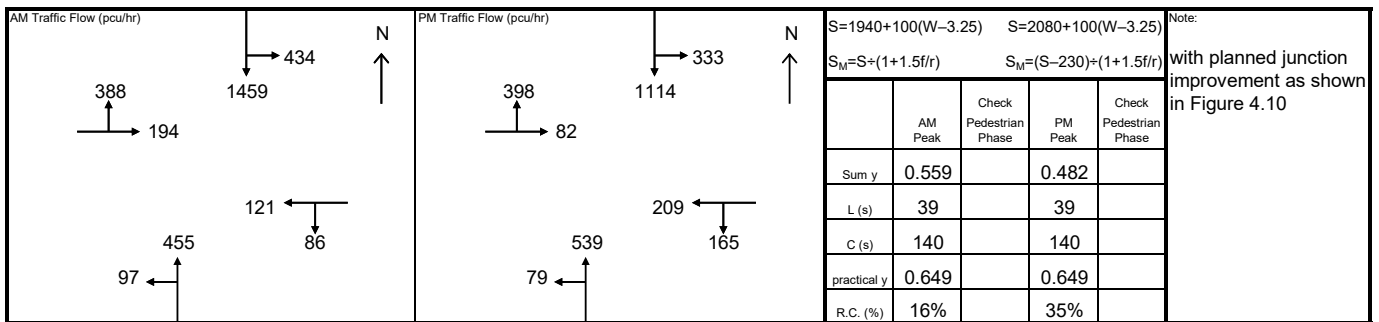 AM Traffic Flow (pcu/hr)
N
434
1459
388
194
121
86
455
97
PM Traffic Flow (pcu/hr)
N
333
1114
398
82
209
165
539
79
S=1940+100(W–3.25) S=2080+100(W–3.25)
S_M=S÷(1+1.5f/r) S_M=(S–230)÷(1+1.5f/r)
AM Peak Check Pedestrian Phase PM Peak Check Pedestrian Phase
Sum y 0.559 0.482
L (s) 39 39
C (s) 140 140
practical y 0.649 0.649
R.C. (%) 16% 35%
Note:
with planned junction
improvement as shown
in Figure 4.10